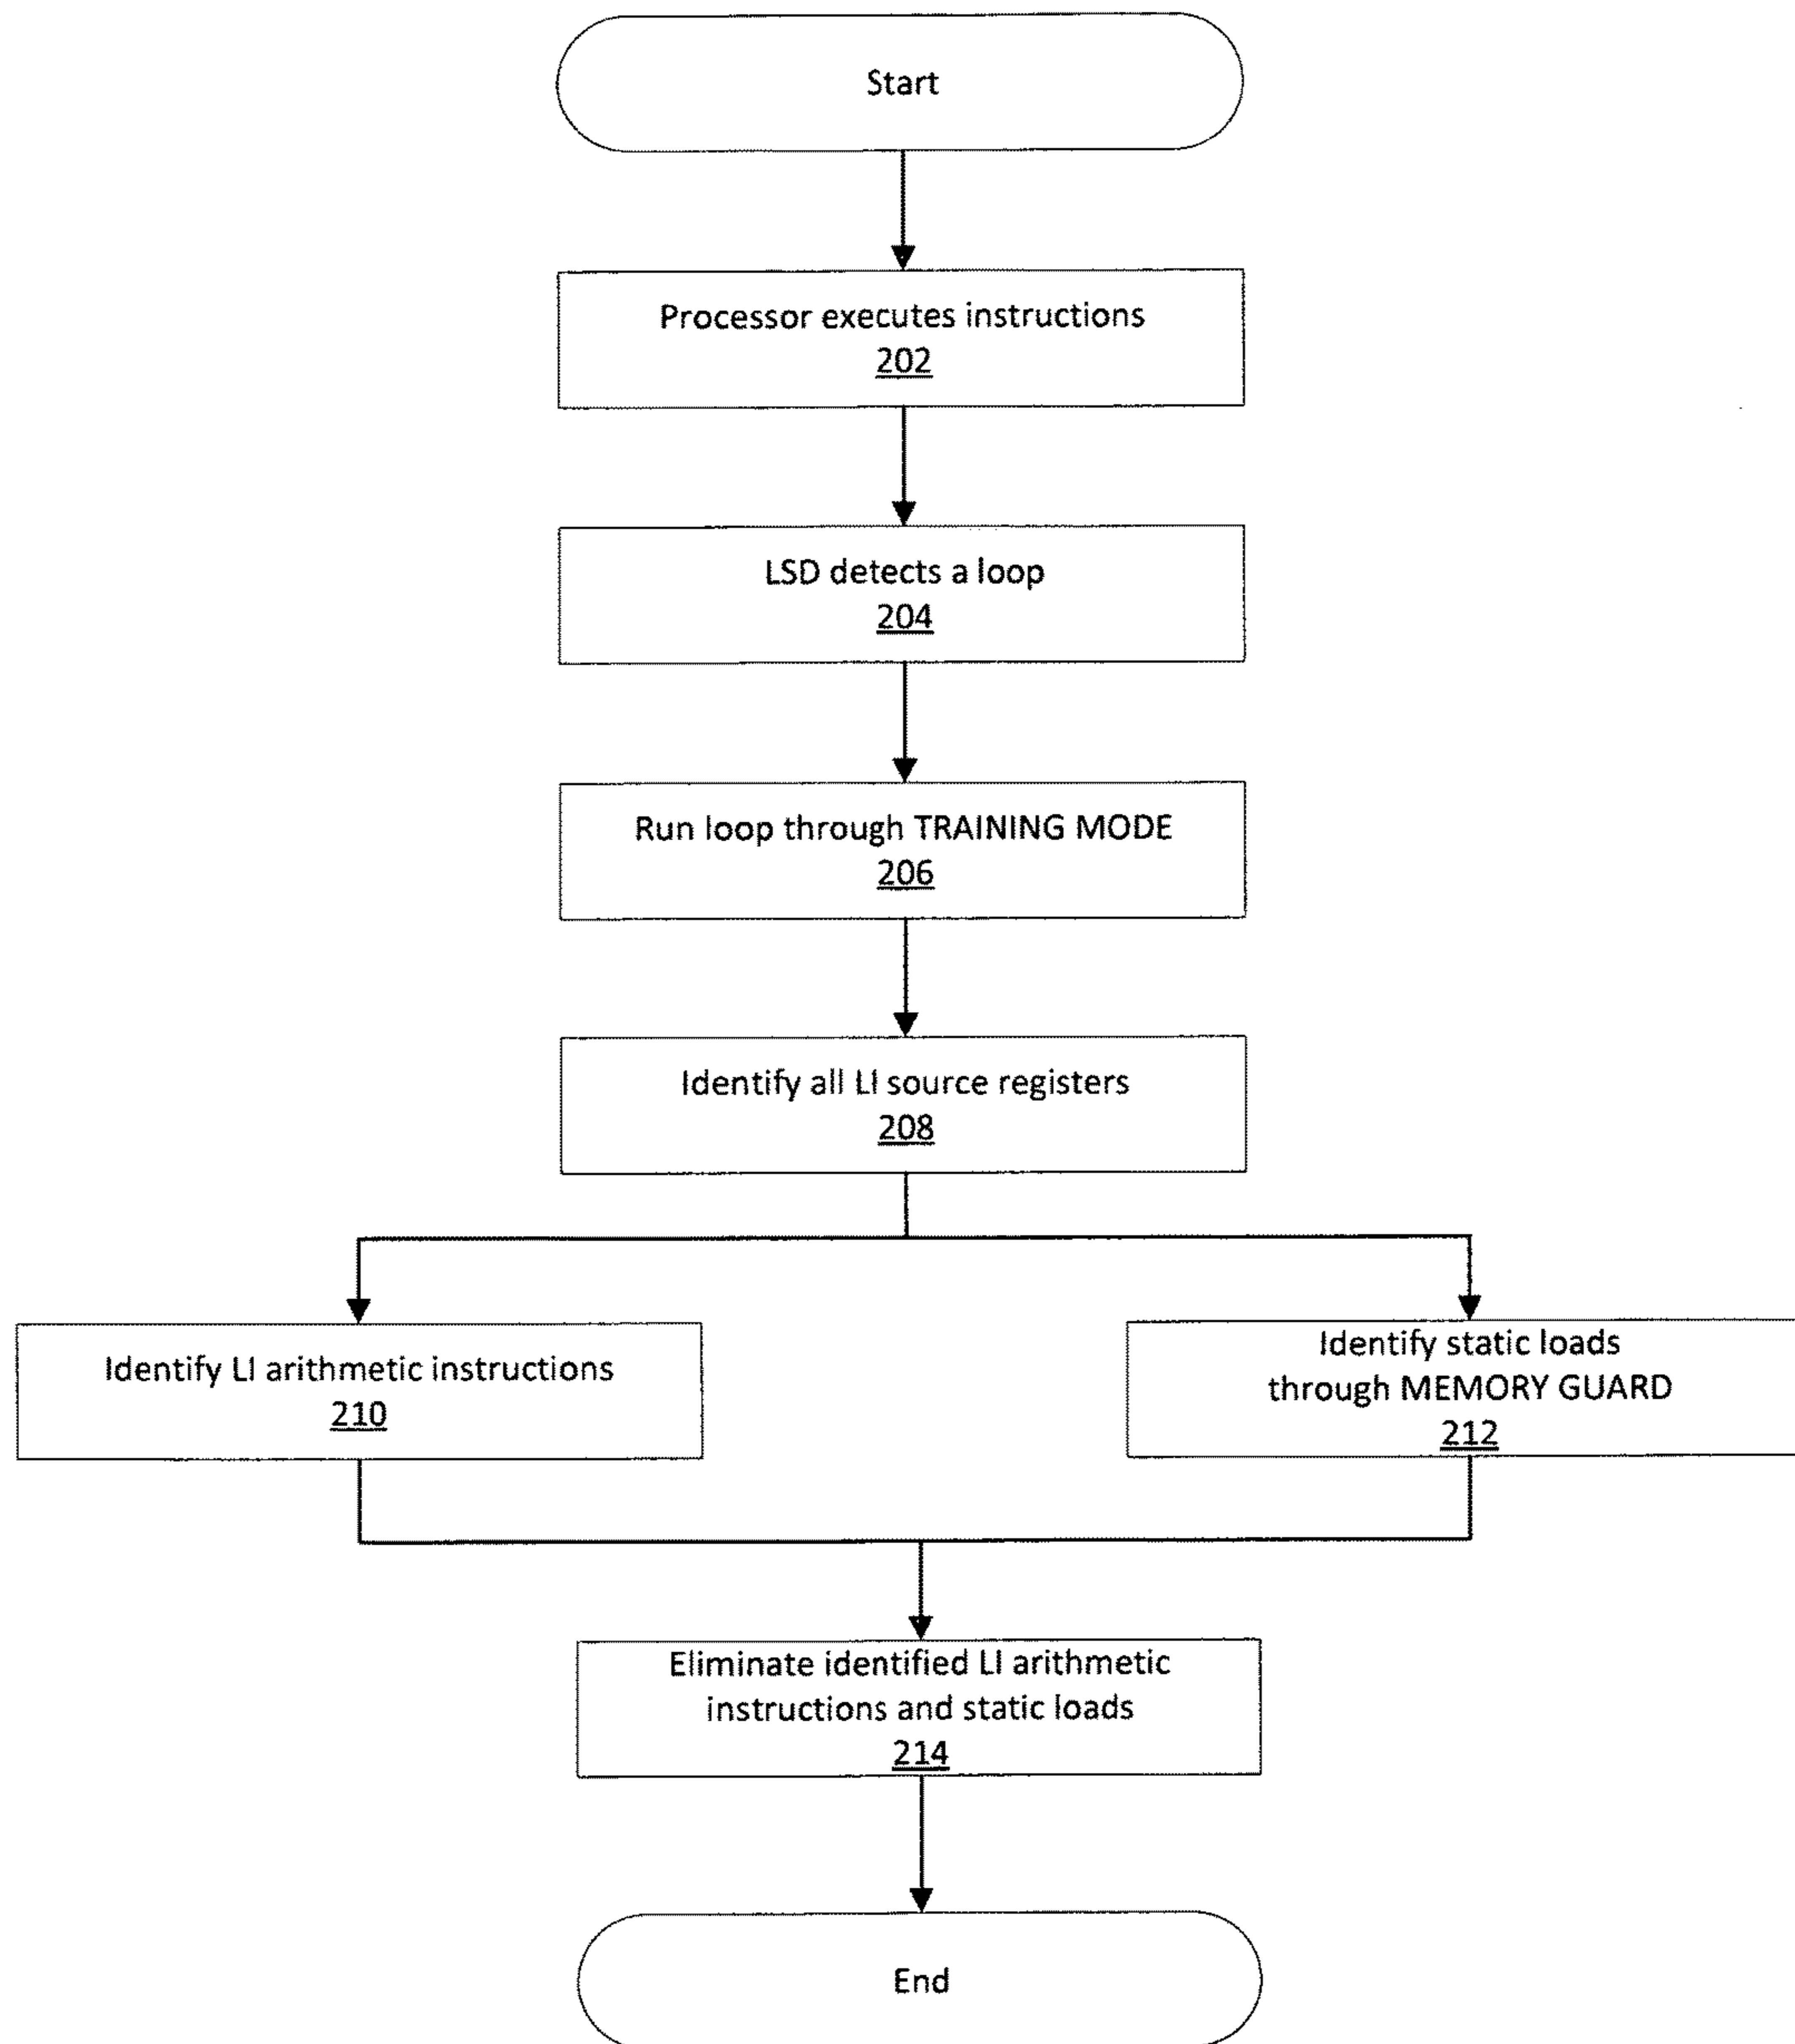 Start
Processor executes instructions
202
LSD detects a loop
204
Run loop through TRAINING MODE
206
Identify all LI source registers
208
Identify LI arithmetic instructions
210
Identify static loads
through MEMORY GUARD
212
Eliminate identified LI arithmetic
instructions and static loads
214
End